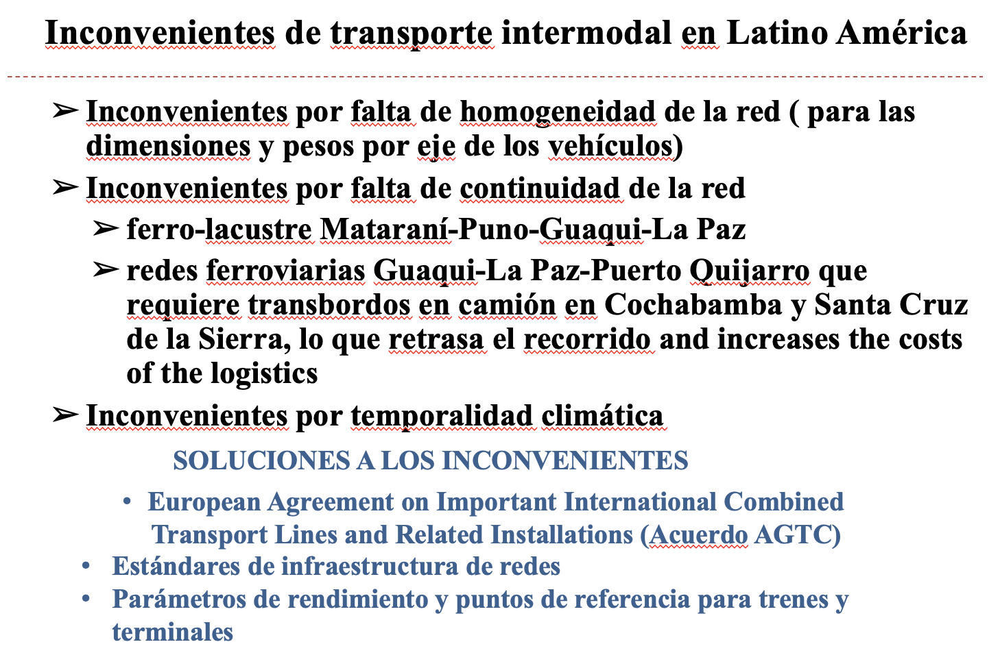 Inconvenientes de transporte intermodal en Latino América
➢ Inconvenientes por falta de homogeneidad de la red ( para las
dimensiones y pesos por eje de los vehículos)
➢ Inconvenientes por falta de continuidad de la red
➢ ferro-lacustre Mataraní-Puno-Guaqui-La Paz
➢ redes ferroviarias Guaqui-La Paz-Puerto Quijarro que
requiere transbordos en camión en Cochabamba y Santa Cruz
de la Sierra, lo que retrasa el recorrido and increases the costs
of the logistics
➢ Inconvenientes por temporalidad climática
SOLUCIONES A LOS INCONVENIENTES
• European Agreement on Important International Combined
Transport Lines and Related Installations (Acuerdo AGTC)
• Estándares de infraestructura de redes
• Parámetros de rendimiento y puntos de referencia para trenes y
terminales